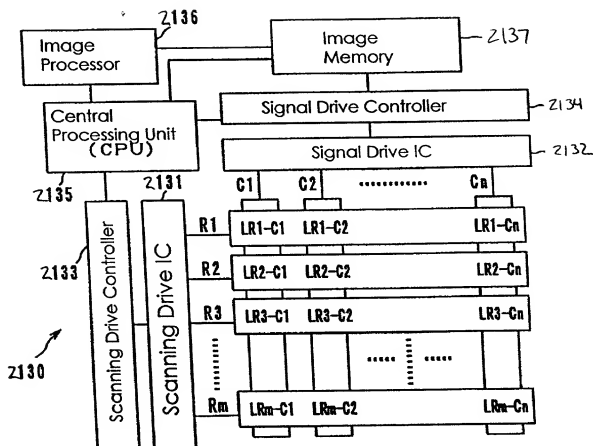 2136
Image
Processor
Image
Memory
2137
Central
Processing Unit
(CPU)
Signal Drive Controller
2134
Signal Drive IC
2132
2135
2131
C1 C2 ............ Cn
2133
Scanning Drive Controller
Scanning Drive IC
R1 LR1-C1 LR1-C2 LR1-Cn
R2 LR2-C1 LR2-C2 LR2-Cn
R3 LR3-C1 LR3-C2 LR3-Cn
2130
Rm LRm-C1 LRm-C2 LRm-Cn